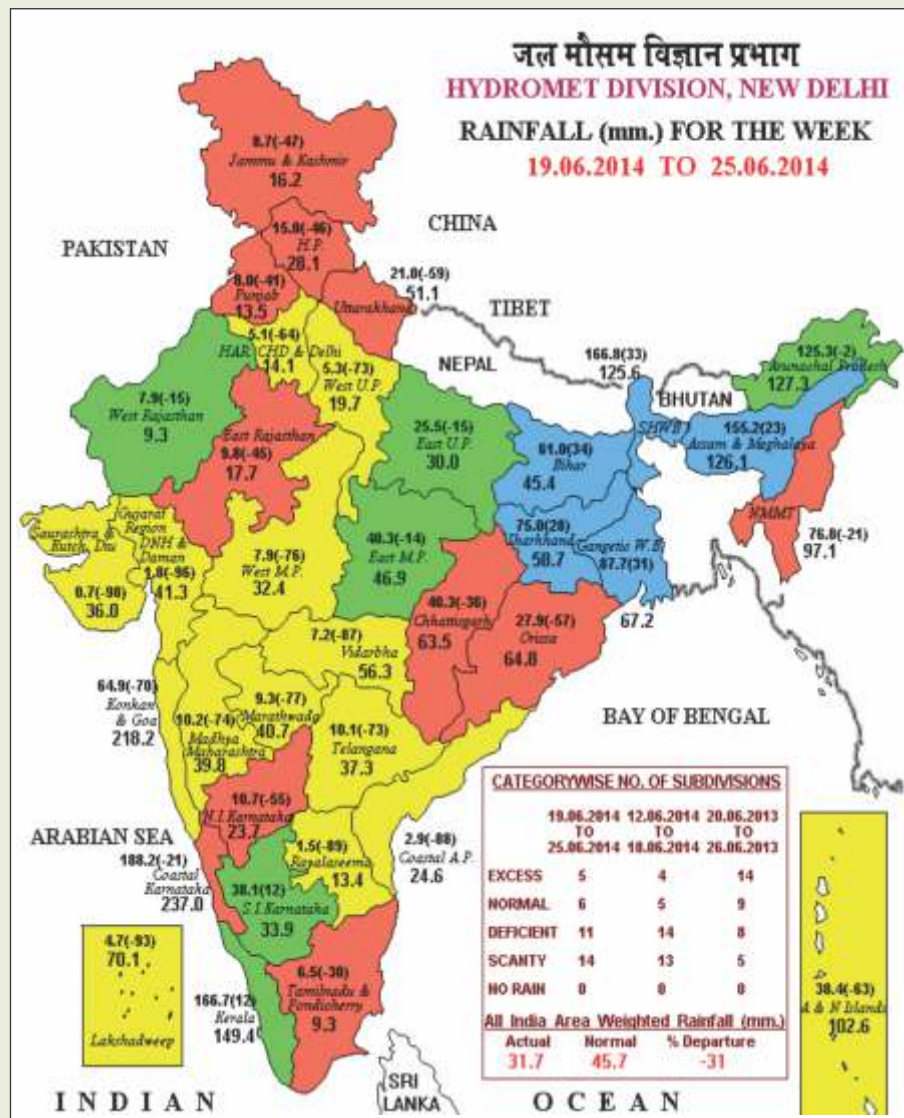 जल मौसम विज्ञान प्रभाग
HYDROMET DIVISION, NEW DELHI
RAINFALL (mm.) FOR THE WEEK
19.06.2014 TO 25.06.2014
8.7(-47)
Jammu & Kashmir
16.2
CHINA
PAKISTAN
15.0(-46)
H.P.
28.1
8.0(-41)
Punjab
13.5
21.0(-59)
51.1
Uttarakhand
TIBET
5.1(-64)
HAR. CHD & Delhi
14.1
NEPAL
5.3(-73)
West U.P.
19.7
166.8(33)
125.6
BHUTAN
125.3(-2)
Arunachal Pradesh
127.3
7.9(-15)
West Rajasthan
9.3
SHWB
155.2(23)
Assam & Meghalaya
126.1
East Rajasthan
9.8(-45)
17.7
25.5(-15)
East U.P.
30.0
61.0(34)
Bihar
45.4
NMMT
76.8(-21)
97.1
Gujarat
Region
DNH &
Daman
1.8(-96)
41.3
Saurashtra &
Kutch, Diu
0.7(-98)
36.0
7.9(-76)
West M.P.
32.4
40.3(-14)
East M.P.
46.9
75.0(28)
Jharkhand
58.7
Gangetic W.B.
87.7(31)
67.2
40.3(-36)
Chhattisgarh
63.5
27.9(-57)
Orissa
64.8
7.2(-87)
Vidarbha
56.3
64.9(-70)
Konkan
& Goa
218.2
9.3(-77)
Marathwada
40.7
10.2(-74)
Madhya
Maharashtra
39.8
10.1(-73)
Telangana
37.3
BAY OF BENGAL
10.7(-55)
N.I.Karnataka
23.7
ARABIAN SEA
188.2(-21)
Coastal
Karnataka
237.0
1.5(-89)
Rayalaseema
13.4
2.9(-88)
Coastal A.P.
24.6
38.1(12)
S.I.Karnataka
33.9
4.7(-93)
70.1
Lakshadweep
166.7(12)
Kerala
149.4
6.5(-30)
Tamilnadu &
Pondicherry
9.3
CATEGORYWISE NO. OF SUBDIVISIONS
19.06.2014 12.06.2014 20.06.2013
TO TO TO
25.06.2014 18.06.2014 26.06.2013
EXCESS 5 4 14
NORMAL 6 5 9
DEFICIENT 11 14 8
SCANTY 14 13 5
NO RAIN 0 0 0
All India Area Weighted Rainfall (mm.)
Actual Normal % Departure
31.7 45.7 -31
38.4(-63)
A & N Islands
102.6
SRI
LANKA
INDIAN OCEAN